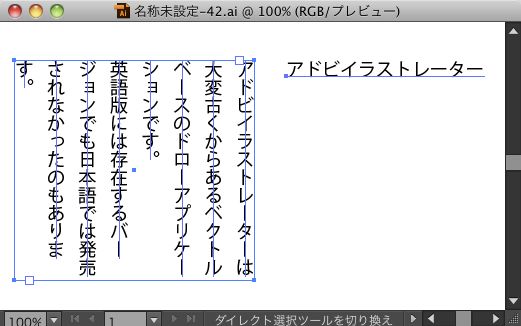 名称未設定-42.ai @ 100% (RGB/プレビュー)
アドビイラストレーターは
大変古くからあるベクトル
ベースのドローアプリケー
ションです。
英語版には存在するバー
ジョンでも日本語では発売
されなかったのもありま
す。
アドビイラストレーター
100%
1
ダイレクト選択ツールを切り換え